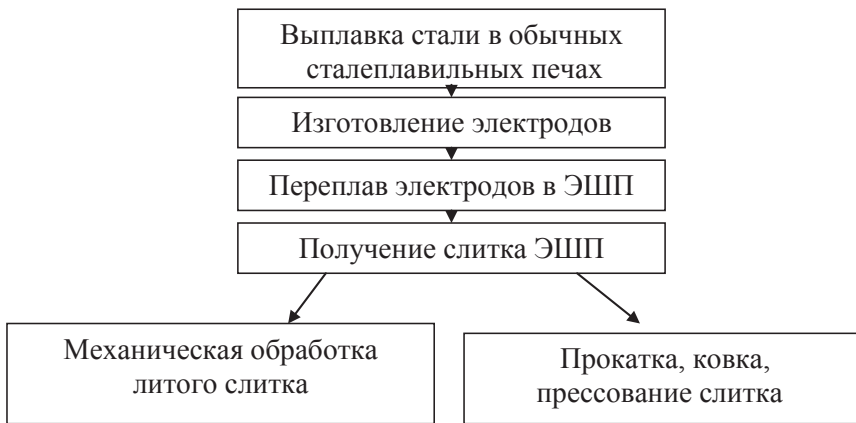 Выплавка стали в обычных
сталеплавильных печах
Изготовление электродов
Переплав электродов в ЭШП
Получение слитка ЭШП
Механическая обработка
литого слитка
Прокатка, ковка,
прессование слитка